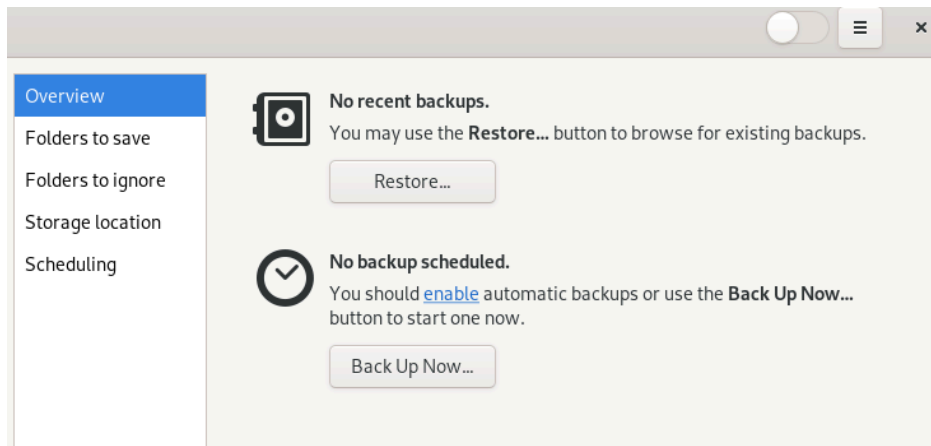 Overview
Folders to save
Folders to ignore
Storage location
Scheduling
No recent backups.
You may use the Restore... button to browse for existing backups.
Restore...
No backup scheduled.
You should enable automatic backups or use the Back Up Now...
button to start one now.
Back Up Now...